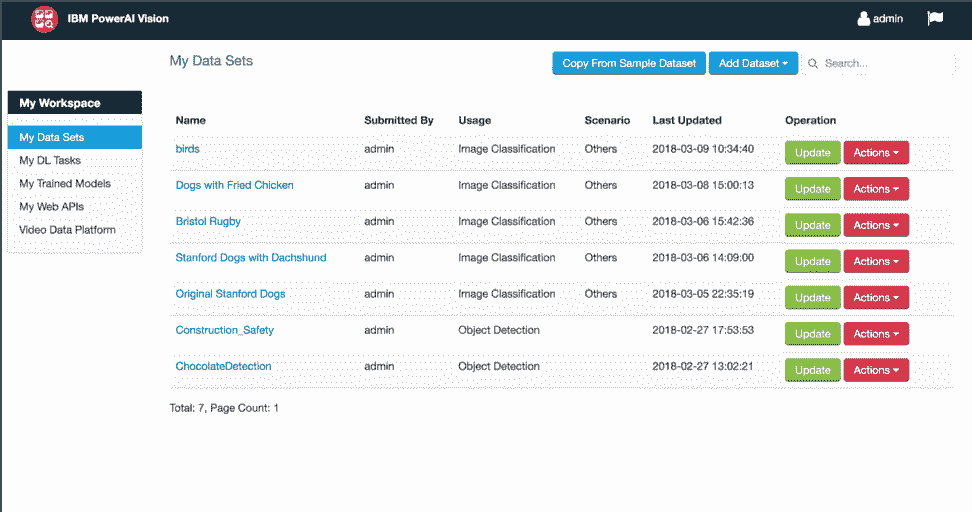 IBM PowerAI Vision admin
My Data Sets Copy From Sample Dataset Add Dataset Search...
My Workspace
My Data Sets
My DL Tasks
My Trained Models
My Web APIs
Video Data Platform
Name Submitted By Usage Scenario Last Updated Operation
birds admin Image Classification Others 2018-03-09 10:34:40 Update Actions
Dogs with Fried Chicken admin Image Classification Others 2018-03-08 15:00:13 Update Actions
Bristol Rugby admin Image Classification Others 2018-03-06 15:42:36 Update Actions
Stanford Dogs with Dachshund admin Image Classification Others 2018-03-06 14:09:00 Update Actions
Original Stanford Dogs admin Image Classification Others 2018-03-05 22:35:19 Update Actions
Construction_Safety admin Object Detection 2018-02-27 17:53:53 Update Actions
ChocolateDetection admin Object Detection 2018-02-27 13:02:21 Update Actions
Total: 7, Page Count: 1